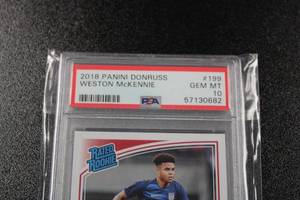 2018 PANINI DONRUSS #199
WESTON McKENNIE GEM MT
10
PSA 57130682
RATED
ROOKIE